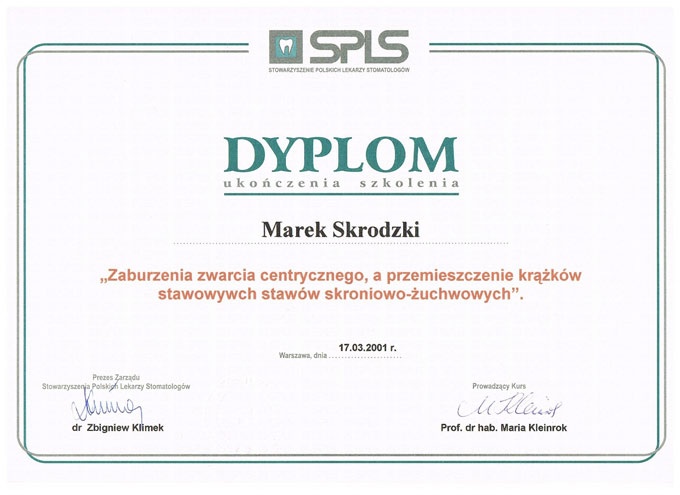 SPLS
STOWARZYSZENIE POLSKICH LEKARZY STOMATOLOGÓW
DYPLOM
ukończenia szkolenia
Marek Skrodzki
„Zaburzenia zwarcia centrycznego, a przemieszczenie krążków
stawowywch stawów skroniowo-żuchwowych”.
Warszawa, dnia 17.03.2001 r.
Prezes Zarządu
Stowarzyszenia Polskich Lekarzy Stomatologów
dr Zbigniew Klimek
Prowadzący Kurs
M Kleinrok
Prof. dr hab. Maria Kleinrok